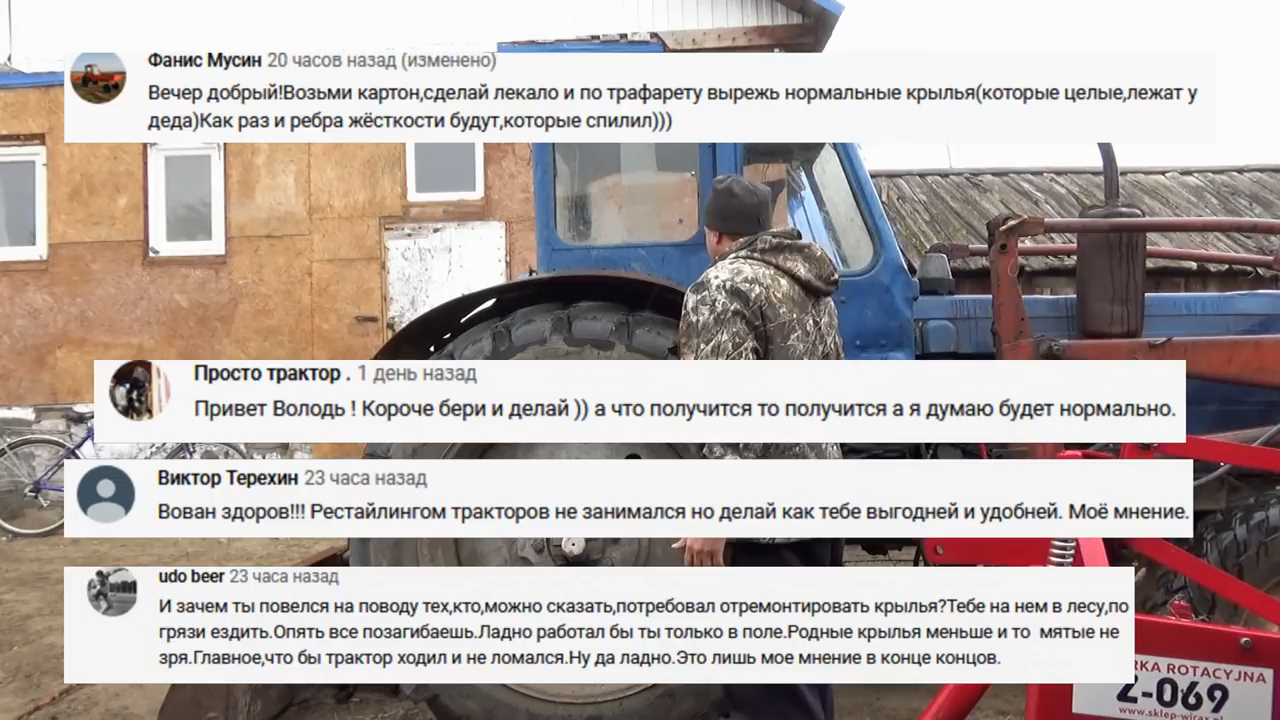 Фанис Мусин 20 часов назад (изменено)
Вечер добрый!Возьми картон,сделай лекало и по трафарету вырежь нормальные крылья(которые целые,лежат у
деда)Как раз и ребра жёсткости будут,которые спилил)))
Просто трактор . 1 день назад
Привет Володь ! Короче бери и делай )) а что получится то получится а я думаю будет нормально.
Виктор Терехин 23 часа назад
Вован здоров!!! Рестайлингом тракторов не занимался но делай как тебе выгодней и удобней. Моё мнение.
udo beer 23 часа назад
И зачем ты повелся на поводу тех,кто,можно сказать,потребовал отремонтировать крылья?Тебе на нем в лесу,по
грязи ездить.Опять все позагибаешь.Ладно работал бы ты только в поле.Родные крылья меньше и то мятые не
зря.Главное,что бы трактор ходил и не ломался.Ну да ладно.Это лишь мое мнение в конце концов.
RKA ROTACYJNA
Z-069